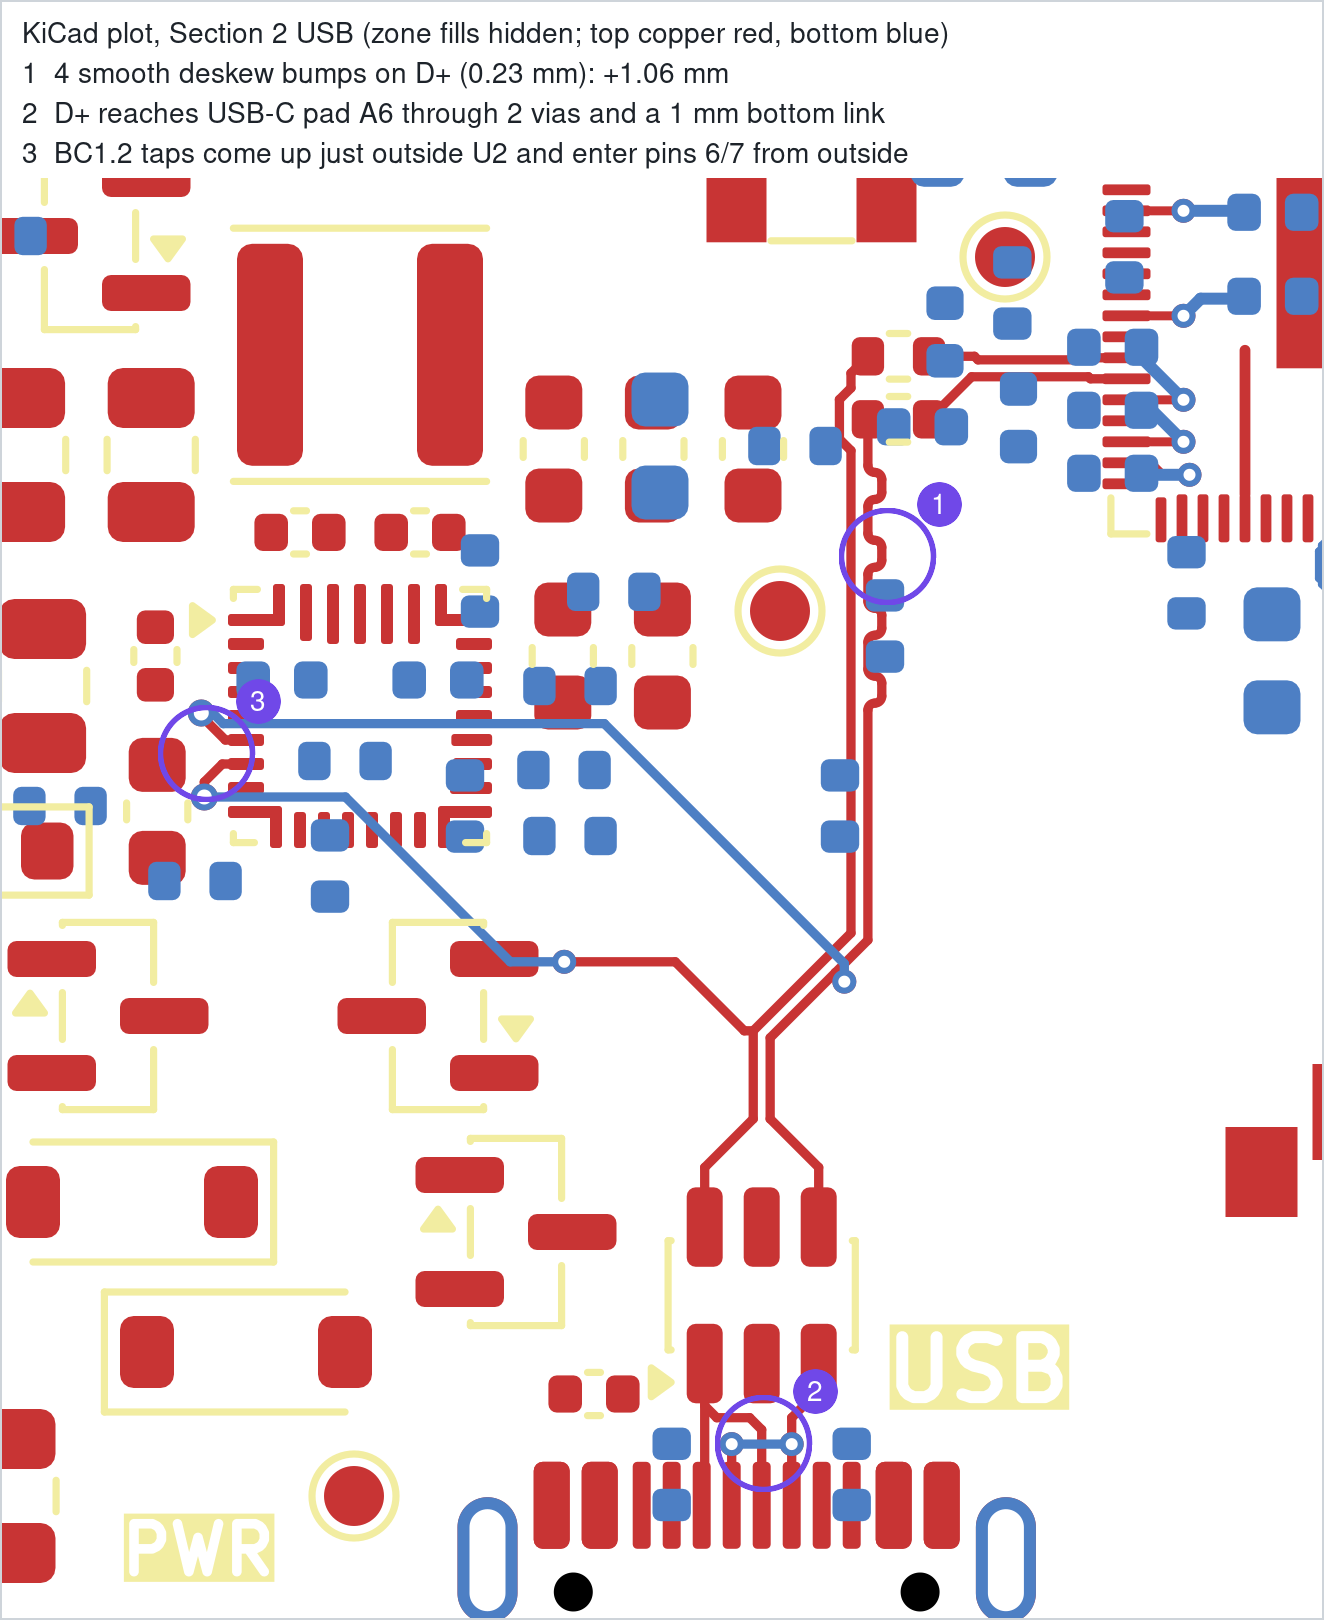 KiCad plot, Section 2 USB (zone fills hidden; top copper red, bottom blue)
1 4 smooth deskew bumps on D+ (0.23 mm): +1.06 mm
2 D+ reaches USB-C pad A6 through 2 vias and a 1 mm bottom link
3 BC1.2 taps come up just outside U2 and enter pins 6/7 from outside
1
3
2
USB
PWR